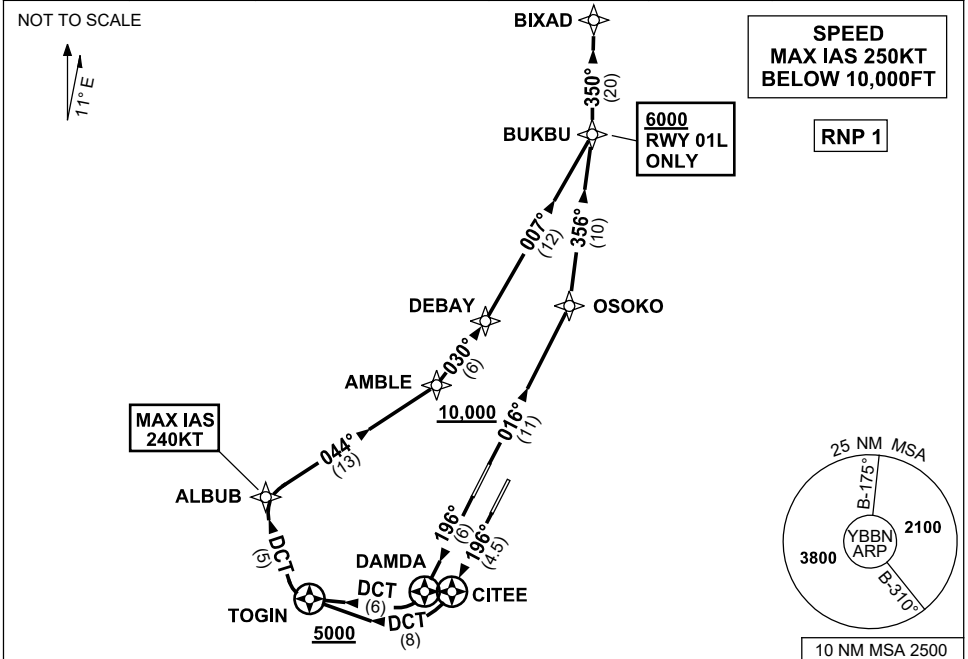 NOT TO SCALE
11° E
BIXAD
SPEED
MAX IAS 250KT
BELOW 10,000FT
RNP 1
350°
(20)
BUKBU
6000
RWY 01L
ONLY
007°
(12)
356°
(10)
DEBAY
OSOKO
030°
(6)
AMBLE
10,000
016°
(11)
MAX IAS
240KT
044°
(13)
ALBUB
DCT
(5)
196°
(6)
196°
(4.5)
DAMDA
CITEE
DCT
(6)
TOGIN
DCT
(8)
5000
25 NM MSA
B-175°
YBBN
ARP
2100
3800
B-310°
10 NM MSA 2500